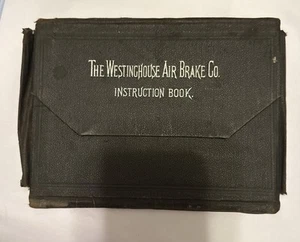 THE WESTINGHOUSE AIR BRAKE CO.
INSTRUCTION BOOK.